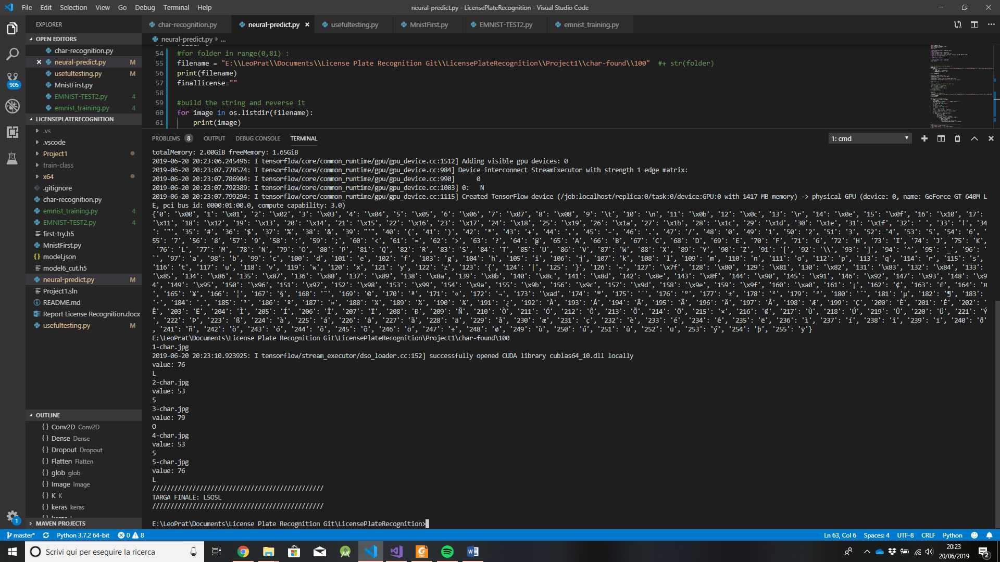 File Edit Selection View Go Debug Terminal Help
neural-predict.py - LicensePlateRecognition - Visual Studio Code
EXPLORER
char-recognition.py neural-predict.py usefultesting.py MnistFirst.py EMNIST-TEST2.py emnist_training.py
neural-predict.py ...
OPEN EDITORS
char-recognition.py
neural-predict.py M
usefultesting.py M
MnistFirst.py
EMNIST-TEST2.py 4
emnist_training.py 4
905
LICENSEPLATERECOGNITION
.vs
.vscode
Project1
train-class
x64
.gitignore
char-recognition.py
emnist_training.py 4
EMNIST-TEST2.py 4
first-try.h5
MnistFirst.py
model.json
model6_cut.h5
neural-predict.py M
Project1.sln
README.md
Report License Recognition.docx
usefultesting.py M
OUTLINE
Conv2D Conv2D
Dense Dense
Dropout Dropout
Flatten Flatten
glob glob
Image Image
K K
keras keras
MAVEN PROJECTS
1
54 #for folder in range(0,81) :
55 filename = "E:\\LeoPrat\\Documents\\License Plate Recognition Git\\LicensePlateRecognition\\Project1\\char-found\\100" #+ str(folder)
56 print(filename)
57 finallicense=""
58
59 #build the string and reverse it
60 for image in os.listdir(filename):
61 print(image)
PROBLEMS 8 OUTPUT DEBUG CONSOLE TERMINAL 1: cmd
totalMemory: 2.00GiB freeMemory: 1.65GiB
2019-06-20 20:23:06.245496: I tensorflow/core/common_runtime/gpu/gpu_device.cc:1512] Adding visible gpu devices: 0
2019-06-20 20:23:07.778574: I tensorflow/core/common_runtime/gpu/gpu_device.cc:984] Device interconnect StreamExecutor with strength 1 edge matrix:
2019-06-20 20:23:07.786904: I tensorflow/core/common_runtime/gpu/gpu_device.cc:990] 0
2019-06-20 20:23:07.792389: I tensorflow/core/common_runtime/gpu/gpu_device.cc:1003] 0: N
2019-06-20 20:23:07.799294: I tensorflow/core/common_runtime/gpu/gpu_device.cc:1115] Created TensorFlow device (/job:localhost/replica:0/task:0/device:GPU:0 with 1417 MB memory) -> physical GPU (device: 0, name: GeForce GT 640M L
E, pci bus id: 0000:01:00.0, compute capability: 3.0)
{'0': '\x00', '1': '\x01', '2': '\x02', '3': '\x03', '4': '\x04', '5': '\x05', '6': '\x06', '7': '\x07', '8': '\x08', '9': '\t', '10': '\n', '11': '\x0b', '12': '\x0c', '13': '\r', '14': '\x0e', '15': '\x0f', '16': '\x10', '17':
'\x11', '18': '\x12', '19': '\x13', '20': '\x14', '21': '\x15', '22': '\x16', '23': '\x17', '24': '\x18', '25': '\x19', '26': '\x1a', '27': '\x1b', '28': '\x1c', '29': '\x1d', '30': '\x1e', '31': '\x1f', '32': ' ', '33': '!', '34
': '"', '35': '#', '36': '$', '37': '%', '38': '&', '39': "'", '40': '(', '41': ')', '42': '*', '43': '+', '44': ',', '45': '-', '46': '.', '47': '/', '48': '0', '49': '1', '50': '2', '51': '3', '52': '4', '53': '5', '54': '6', '
55': '7', '56': '8', '57': '9', '58': ':', '59': ';', '60': '<', '61': '=', '62': '>', '63': '?', '64': '@', '65': 'A', '66': 'B', '67': 'C', '68': 'D', '69': 'E', '70': 'F', '71': 'G', '72': 'H', '73': 'I', '74': 'J', '75': 'K',
'76': 'L', '77': 'M', '78': 'N', '79': 'O', '80': 'P', '81': 'Q', '82': 'R', '83': 'S', '84': 'T', '85': 'U', '86': 'V', '87': 'W', '88': 'X', '89': 'Y', '90': 'Z', '91': '[', '92': '\\', '93': ']', '94': '^', '95': '_', '96': '
`', '97': 'a', '98': 'b', '99': 'c', '100': 'd', '101': 'e', '102': 'f', '103': 'g', '104': 'h', '105': 'i', '106': 'j', '107': 'k', '108': 'l', '109': 'm', '110': 'n', '111': 'o', '112': 'p', '113': 'q', '114': 'r', '115': 's',
'116': 't', '117': 'u', '118': 'v', '119': 'w', '120': 'x', '121': 'y', '122': 'z', '123': '{', '124': '|', '125': '}', '126': '~', '127': '\x7f', '128': '\x80', '129': '\x81', '130': '\x82', '131': '\x83', '132': '\x84', '133':
'\x85', '134': '\x86', '135': '\x87', '136': '\x88', '137': '\x89', '138': '\x8a', '139': '\x8b', '140': '\x8c', '141': '\x8d', '142': '\x8e', '143': '\x8f', '144': '\x90', '145': '\x91', '146': '\x92', '147': '\x93', '148': '\x9
4', '149': '\x95', '150': '\x96', '151': '\x97', '152': '\x98', '153': '\x99', '154': '\x9a', '155': '\x9b', '156': '\x9c', '157': '\x9d', '158': '\x9e', '159': '\x9f', '160': '\xa0', '161': '¡', '162': '¢', '163': '£', '164': '¤
', '165': '¥', '166': '¦', '167': '§', '168': '¨', '169': '©', '170': 'ª', '171': '«', '172': '¬', '173': '\xad', '174': '®', '175': '¯', '176': '°', '177': '±', '178': '²', '179': '³', '180': '´', '181': 'µ', '182': '¶', '183':
'·', '184': '¸', '185': '¹', '186': 'º', '187': '»', '188': '¼', '189': '½', '190': '¾', '191': '¿', '192': 'À', '193': 'Á', '194': 'Â', '195': 'Ã', '196': 'Ä', '197': 'Å', '198': 'Æ', '199': 'Ç', '200': 'È', '201': 'É', '202': '
Ê', '203': 'Ë', '204': 'Ì', '205': 'Í', '206': 'Î', '207': 'Ï', '208': 'Ð', '209': 'Ñ', '210': 'Ò', '211': 'Ó', '212': 'Ô', '213': 'Õ', '214': 'Ö', '215': '×', '216': 'Ø', '217': 'Ù', '218': 'Ú', '219': 'Û', '220': 'Ü', '221': 'Ý
', '222': 'Þ', '223': 'ß', '224': 'à', '225': 'á', '226': 'â', '227': 'ã', '228': 'ä', '229': 'å', '230': 'æ', '231': 'ç', '232': 'è', '233': 'é', '234': 'ê', '235': 'ë', '236': 'ì', '237': 'í', '238': 'î', '239': 'ï', '240': 'ð'
, '241': 'ñ', '242': 'ò', '243': 'ó', '244': 'ô', '245': 'õ', '246': 'ö', '247': '÷', '248': 'ø', '249': 'ù', '250': 'ú', '251': 'û', '252': 'ü', '253': 'ý', '254': 'þ', '255': 'ÿ'}
E:\LeoPrat\Documents\License Plate Recognition Git\LicensePlateRecognition\Project1\char-found\100
1-char.jpg
2019-06-20 20:23:10.923925: I tensorflow/stream_executor/dso_loader.cc:152] successfully opened CUDA library cublas64_10.dll locally
value: 76
L
2-char.jpg
value: 53
5
3-char.jpg
value: 79
O
4-char.jpg
value: 53
5
5-char.jpg
value: 76
L
///////////////////////////////////////////////
TARGA FINALE: L5O5L
///////////////////////////////////////////////
E:\LeoPrat\Documents\License Plate Recognition Git\LicensePlateRecognition>
master* Python 3.7.2 64-bit 0 8 Ln 63, Col 6 Spaces: 4 UTF-8 CRLF Python
Scrivi qui per eseguire la ricerca
20:23
20/06/2019
2